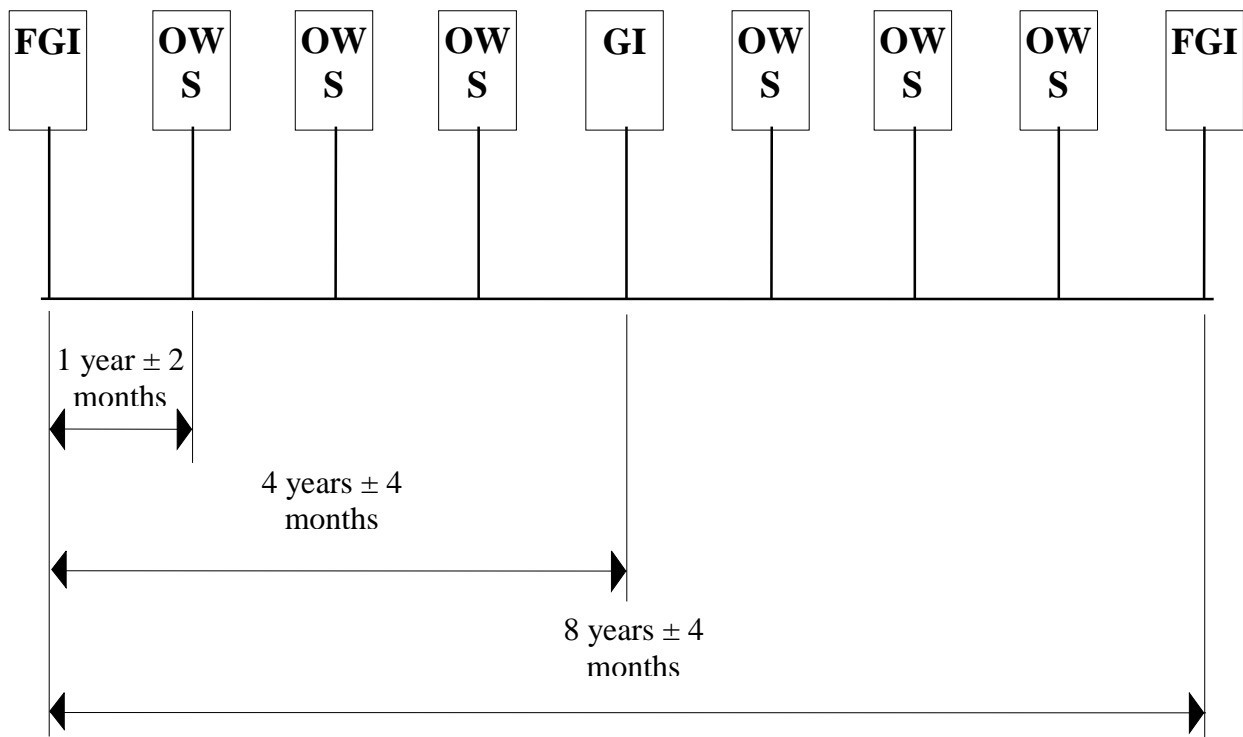 FGI
OW
S
OW
S
OW
S
GI
OW
S
OW
S
OW
S
FGI
1 year ± 2
months
4 years ± 4
months
8 years ± 4
months